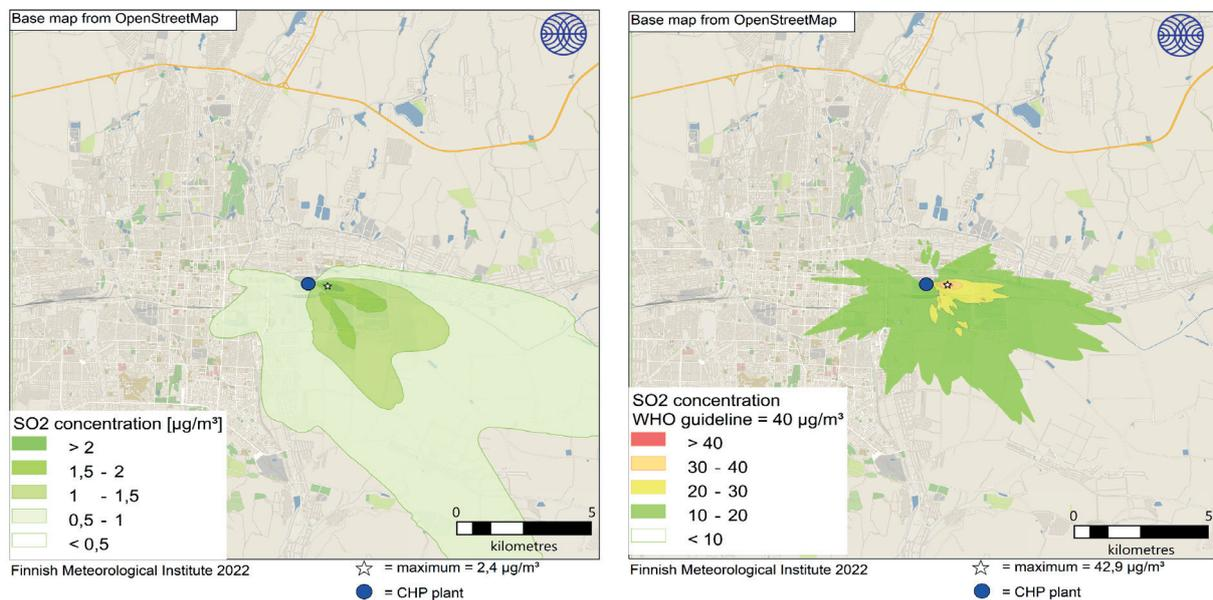 Base map from OpenStreetMap
SO2 concentration [µg/m³]
> 2
1,5 - 2
1 - 1,5
0,5 - 1
< 0,5
0 5
kilometres
Finnish Meteorological Institute 2022
= maximum = 2,4 µg/m³
= CHP plant
Base map from OpenStreetMap
SO2 concentration
WHO guideline = 40 µg/m³
> 40
30 - 40
20 - 30
10 - 20
< 10
0 5
kilometres
Finnish Meteorological Institute 2022
= maximum = 42,9 µg/m³
= CHP plant